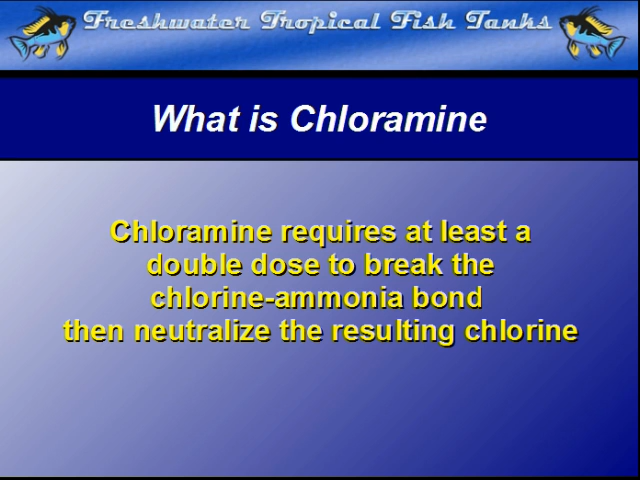 Freshwater Tropical Fish Tanks
What is Chloramine
Chloramine requires at least a
double dose to break the
chlorine-ammonia bond
then neutralize the resulting chlorine